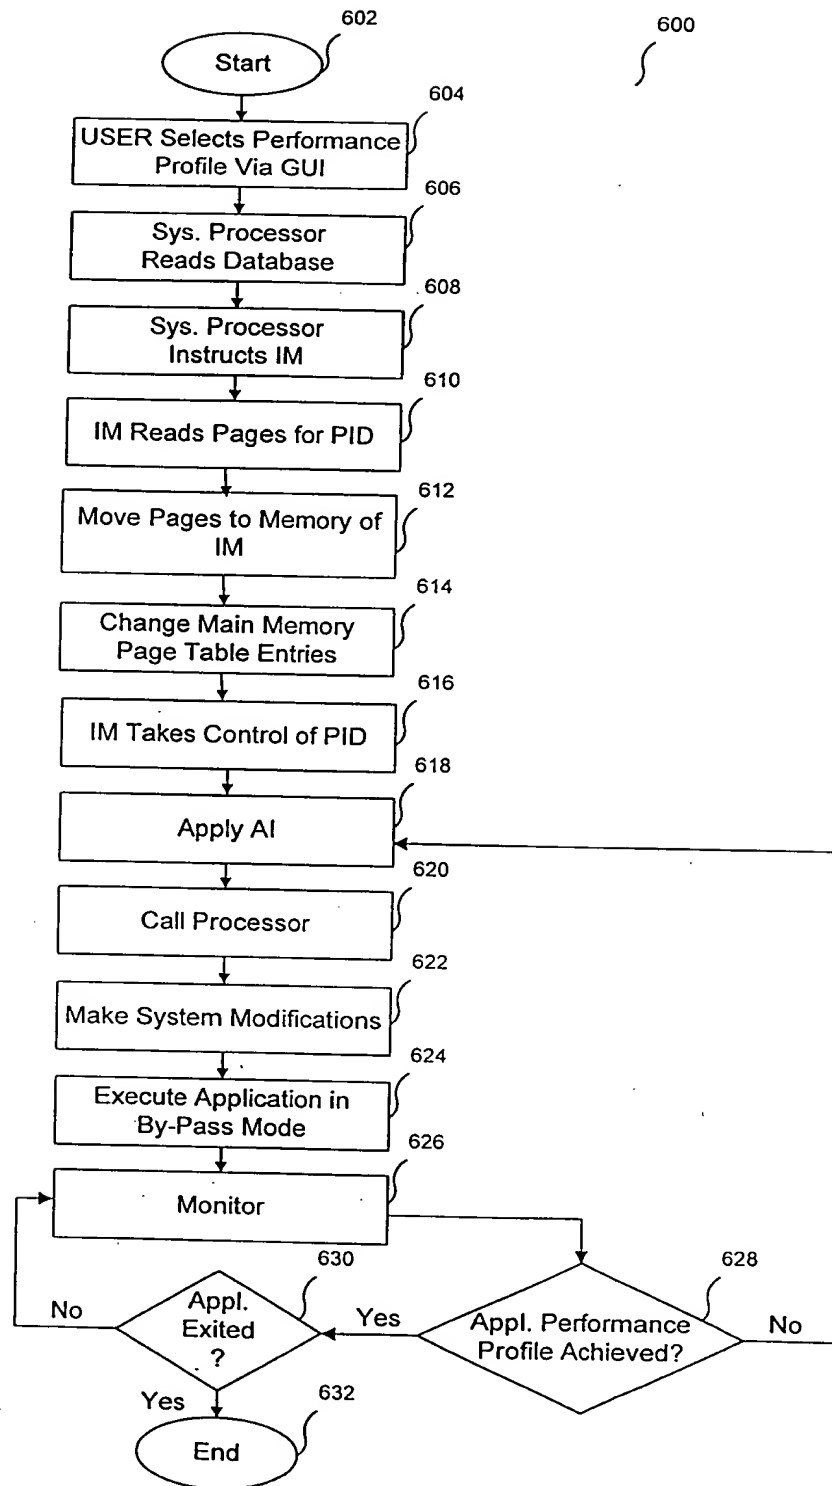 602
600
Start
604
USER Selects Performance
Profile Via GUI
606
Sys. Processor
Reads Database
608
Sys. Processor
Instructs IM
610
IM Reads Pages for PID
612
Move Pages to Memory of
IM
614
Change Main Memory
Page Table Entries
616
IM Takes Control of PID
618
Apply AI
620
Call Processor
622
Make System Modifications
624
Execute Application in
By-Pass Mode
626
Monitor
630
628
No
Appl.
Exited
?
Yes
Appl. Performance
Profile Achieved?
No
Yes
632
End